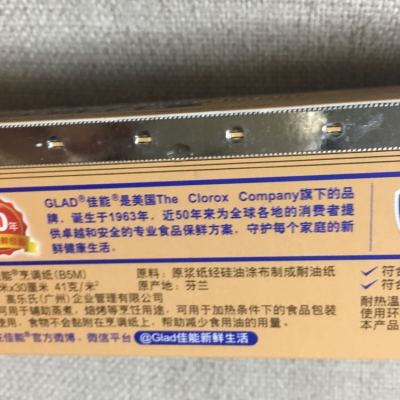 GLAD®佳能®是美国The Clorox Company旗下的品
牌，诞生于1963年，近50年来为全球各地的消费者提
供卓越和安全的专业食品保鲜方案，守护每个家庭的新
鲜健康生活。
0年
能®烹调纸(B5M) 原料：原浆纸经硅油涂布制成耐油纸
米x30厘米 41克/米² 原产地：芬兰
高乐氏(广州)企业管理有限公司
可用于辅助蒸煮，焙烤等烹饪用途，可用于加热条件下的食品包装
使用，食物不会黏附在烹调纸上，帮助减少食用油的用量。
佳能®官方微博、微信平台 @Glad佳能新鲜生活
✓符合
✓符合
耐热温
使用环
本产品